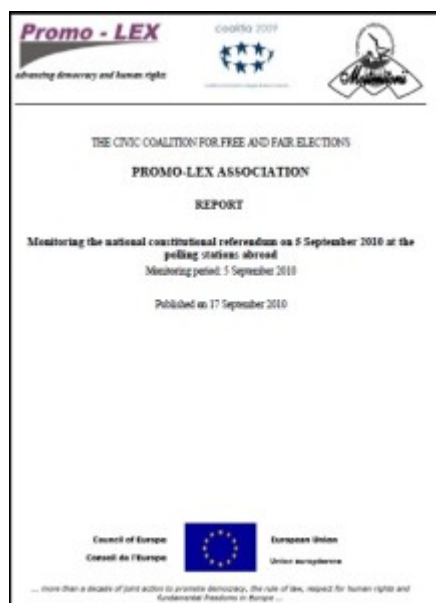 Promo - LEX
advancing democracy and human rights
coaliția 2009
THE CIVIC COALITION FOR FREE AND FAIR ELECTIONS
PROMO-LEX ASSOCIATION
REPORT
Monitoring the national constitutional referendum on 5 September 2010 at the
polling stations abroad
Monitoring period: 5 September 2010
Published on 17 September 2010
Council of Europe
Conseil de l'Europe
European Union
Union européenne
... more than a decade of joint action to promote democracy, the rule of law, respect for human rights and
fundamental freedoms in Europe ...